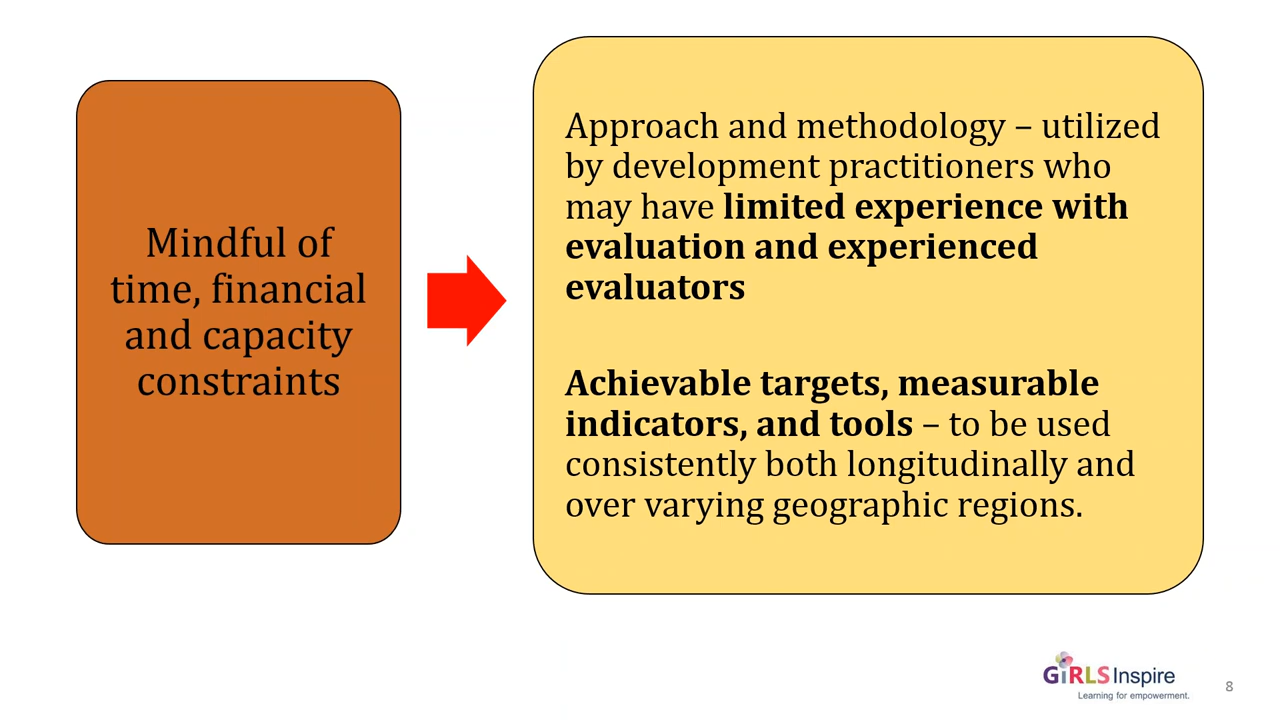 Mindful of
time, financial
and capacity
constraints
Approach and methodology – utilized
by development practitioners who
may have limited experience with
evaluation and experienced
evaluators
Achievable targets, measurable
indicators, and tools – to be used
consistently both longitudinally and
over varying geographic regions.
GiRLS Inspire
Learning for empowerment.
8